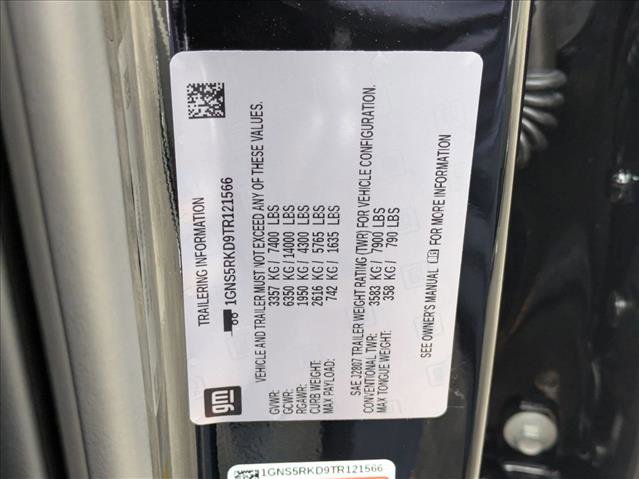 gm
TRAILERING INFORMATION
1GNS5RKD9TR121566
VEHICLE AND TRAILER MUST NOT EXCEED ANY OF THESE VALUES.
GVWR: 3357 KG/ 7400 LBS
GCWR: 6350 KG/14000 LBS
RGAWR: 1950 KG/ 4300 LBS
CURB WEIGHT: 2616 KG/ 5765 LBS
MAX PAYLOAD: 742 KG/ 1635 LBS
SAE J2807 TRAILER WEIGHT RATING (TWR) FOR VEHICLE CONFIGURATION.
CONVENTIONAL TWR: 3583 KG/ 7900 LBS
MAX TONGUE WEIGHT: 358 KG/ 790 LBS
SEE OWNER'S MANUAL FOR MORE INFORMATION
1GNS5RKD9TR121566